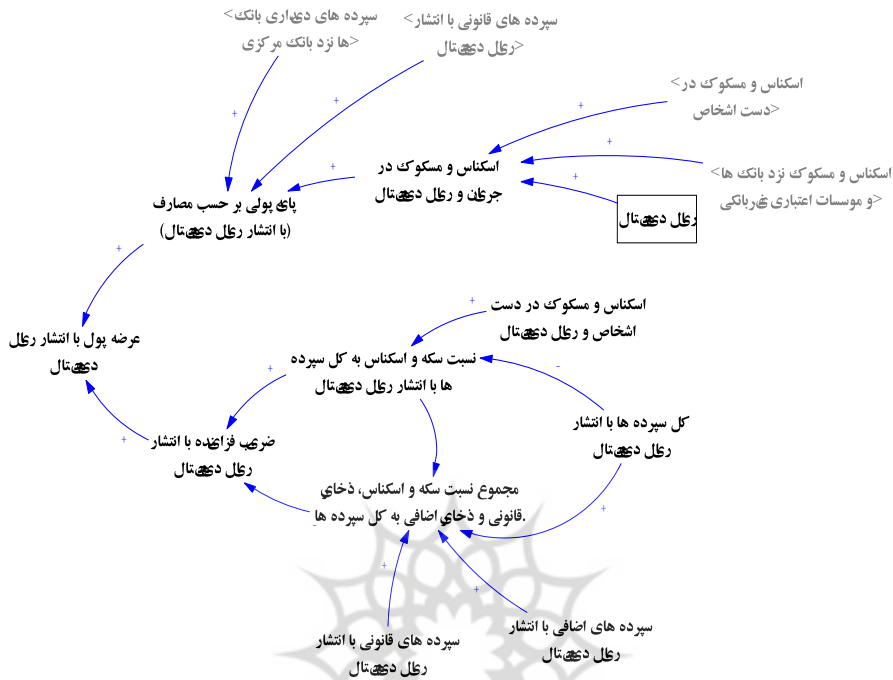 <سپرده های دیداری بانک
ها نزد بانک مرکزی>
<سپرده های قانونی با انتشار
ریال دیجیتال>
<اسکناس و مسکوک در
دست اشخاص>
اسکناس و مسکوک در
جریان و ریال دیجیتال
<اسکناس و مسکوک نزد بانک ها
و موسسات اعتباری غیربانکی>
پایه پولی بر حسب مصارف
(با انتشار ریال دیجیتال)
ریال دیجیتال
اسکناس و مسکوک در دست
اشخاص و ریال دیجیتال
عرضه پول با انتشار ریال
دیجیتال
نسبت سکه و اسکناس به کل سپرده
ها با انتشار ریال دیجیتال
کل سپرده ها با انتشار
ریال دیجیتال
ضریب فزاینده با انتشار
ریال دیجیتال
مجموع نسبت سکه و اسکناس، ذخایر
قانونی و ذخایر اضافی به کل سپرده ها.
سپرده های اضافی با انتشار
ریال دیجیتال
سپرده های قانونی با انتشار
ریال دیجیتال